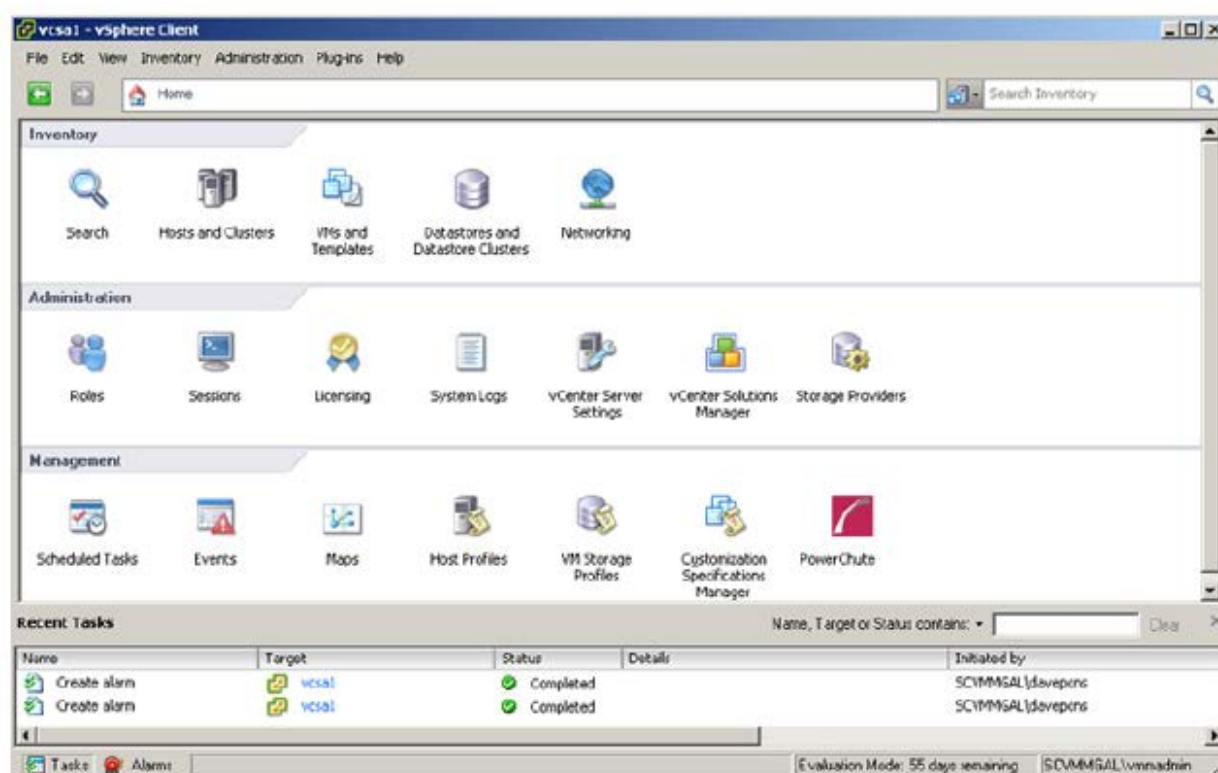 vcsa1 - vSphere Client
File Edit View Inventory Administration Plug-ins Help
Home
Search Inventory
Inventory
Search
Hosts and Clusters
VMs and Templates
Datastores and Datastore Clusters
Networking
Administration
Roles
Sessions
Licensing
System Logs
vCenter Server Settings
vCenter Solutions Manager
Storage Providers
Management
Scheduled Tasks
Events
Maps
Host Profiles
VM Storage Profiles
Customization Specifications Manager
PowerChute
Recent Tasks
Name, Target or Status contains:
Clear
Name Target Status Details Initiated by
Create alarm vcsa1 Completed SCVMMGAL\davepcns
Create alarm vcsa1 Completed SCVMMGAL\davepcns
Tasks Alarms
Evaluation Mode: 55 days remaining SCVMMGAL\vmmadmin